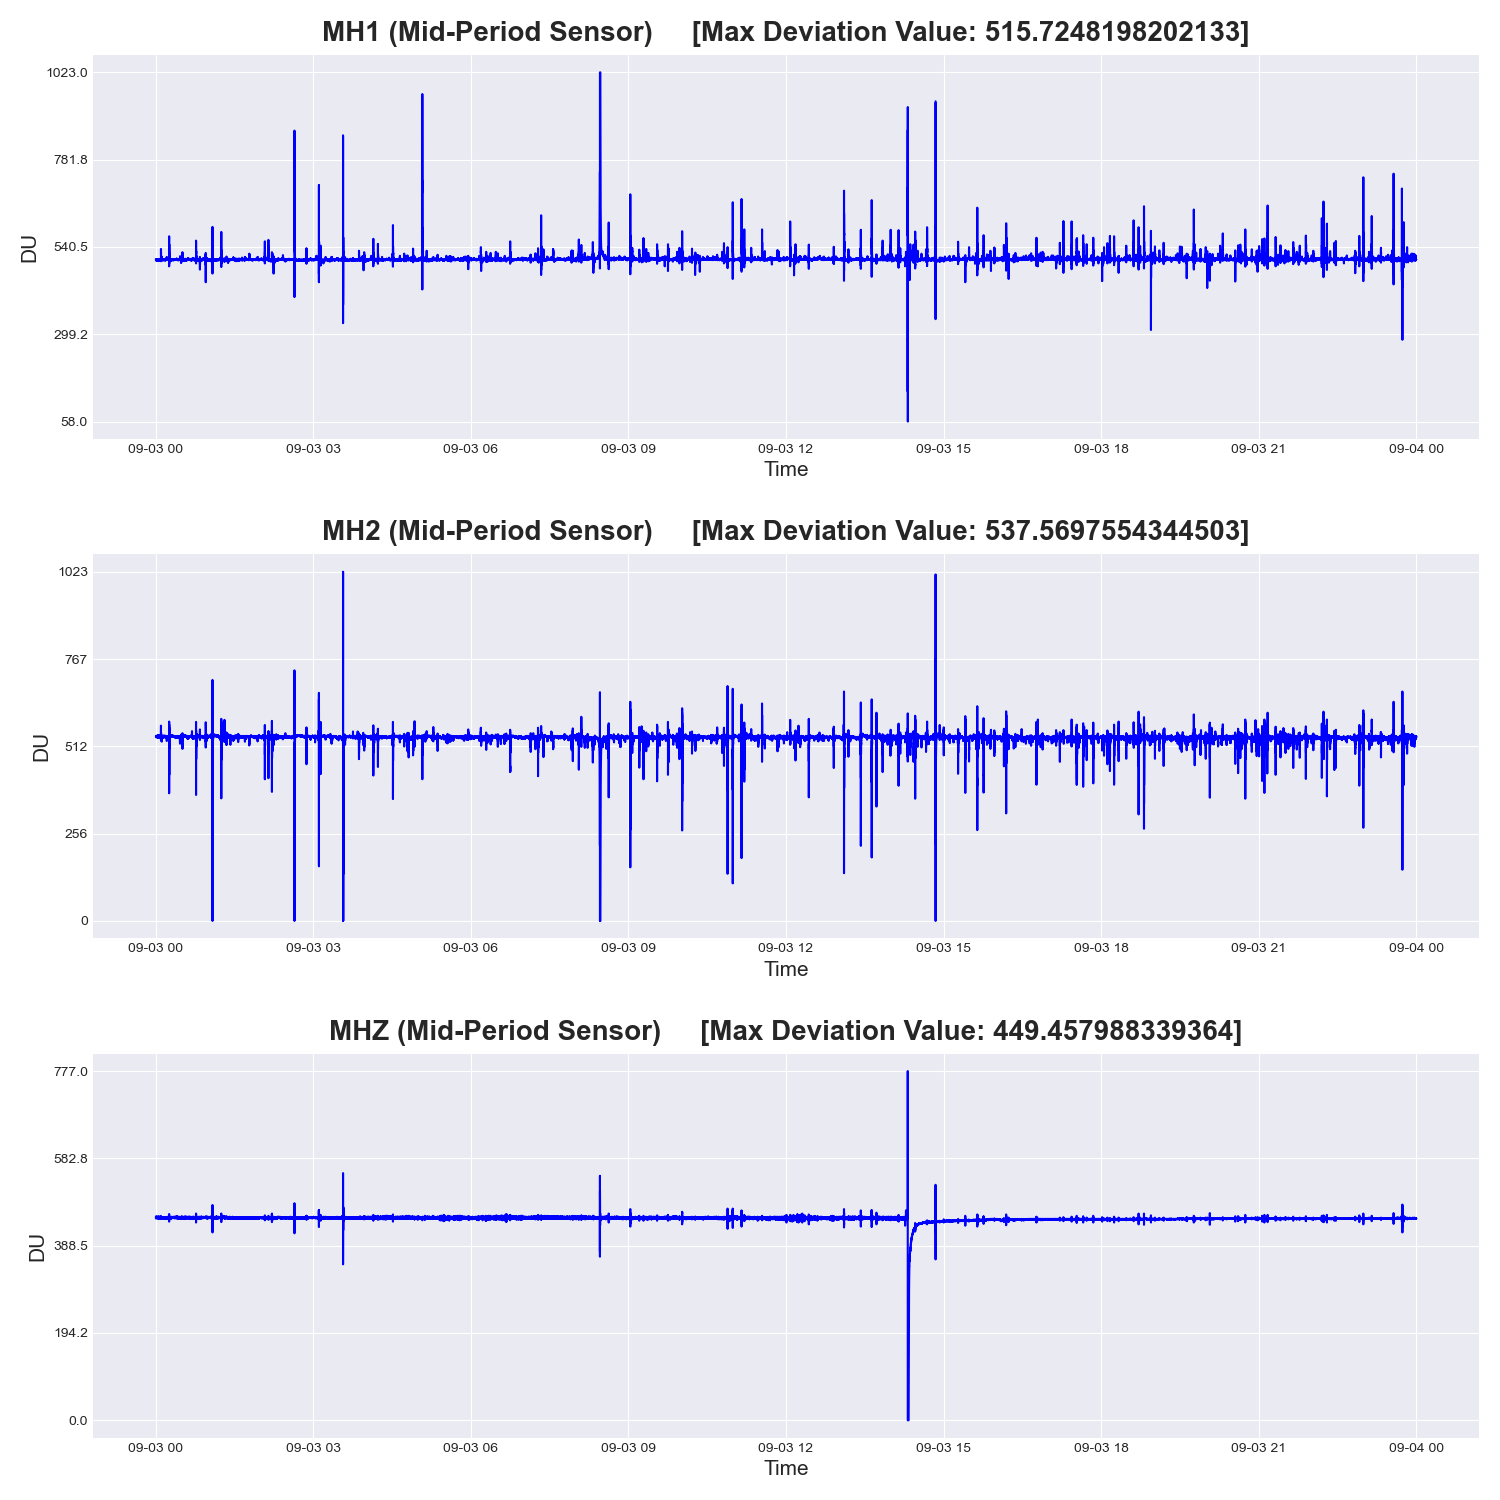 MH1 (Mid-Period Sensor) [Max Deviation Value: 515.7248198202133]
1023.0
781.8
540.5
299.2
58.0
DU
09-03 00 09-03 03 09-03 06 09-03 09 09-03 12 09-03 15 09-03 18 09-03 21 09-04 00
Time
MH2 (Mid-Period Sensor) [Max Deviation Value: 537.5697554344503]
1023
767
512
256
0
DU
09-03 00 09-03 03 09-03 06 09-03 09 09-03 12 09-03 15 09-03 18 09-03 21 09-04 00
Time
MHZ (Mid-Period Sensor) [Max Deviation Value: 449.457988339364]
777.0
582.8
388.5
194.2
0.0
DU
09-03 00 09-03 03 09-03 06 09-03 09 09-03 12 09-03 15 09-03 18 09-03 21 09-04 00
Time